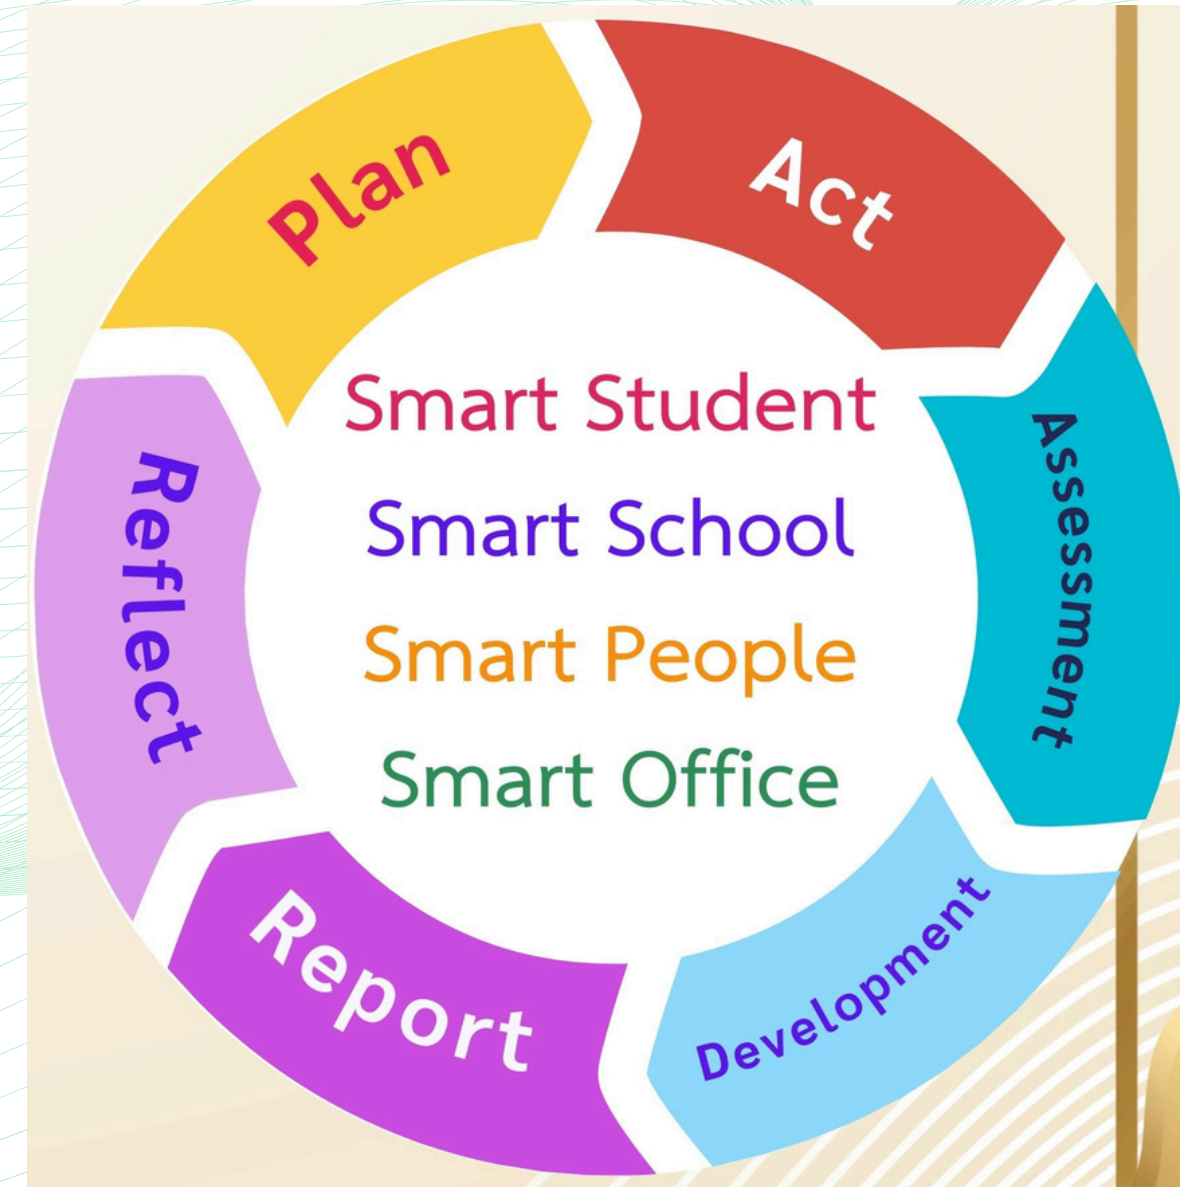 Plan
Act
Assessment
Development
Report
Reflect
Smart Student
Smart School
Smart People
Smart Office